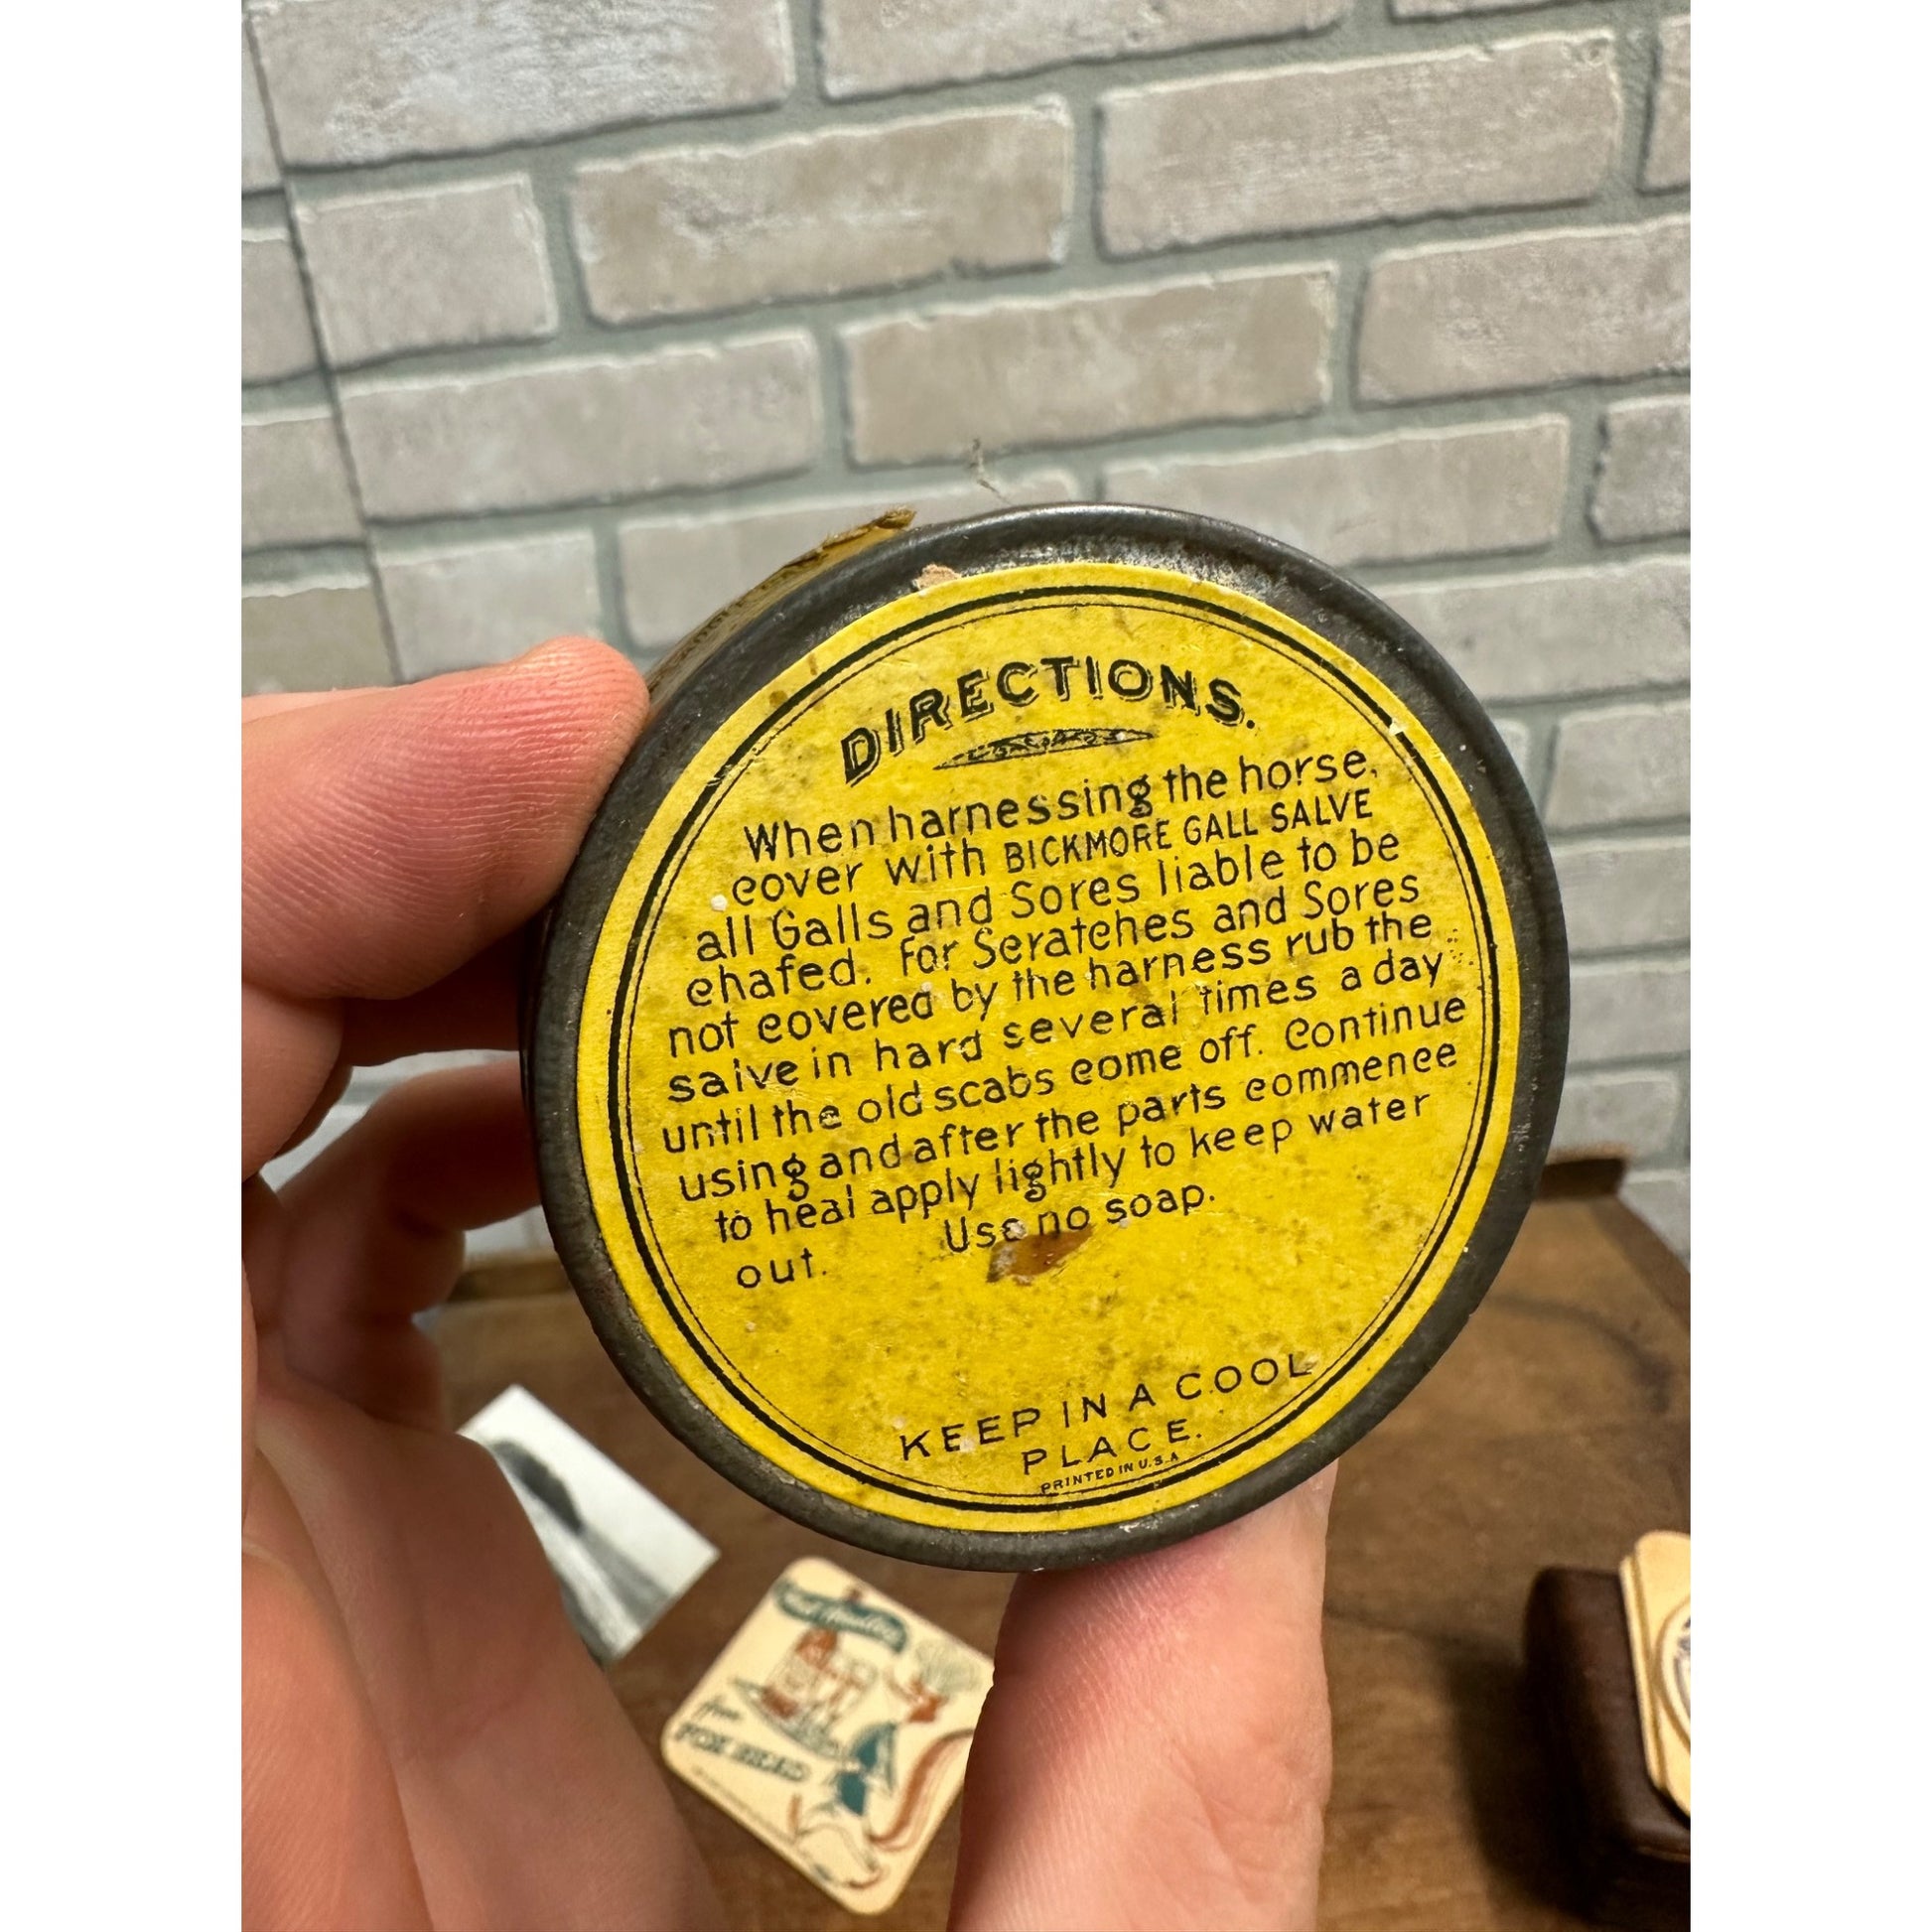 DIRECTIONS.
When harnessing the horse,
cover with BICKMORE GALL SALVE
all Galls and Sores liable to be
chafed. For Scratches and Sores
not covered by the harness rub the
salve in hard several times a day
until the old scabs come off. Continue
using and after the parts commence
to heal apply lightly to keep water
out. Use no soap.
KEEP IN A COOL
PLACE.
PRINTED IN U.S.A
from
FOX HEAD